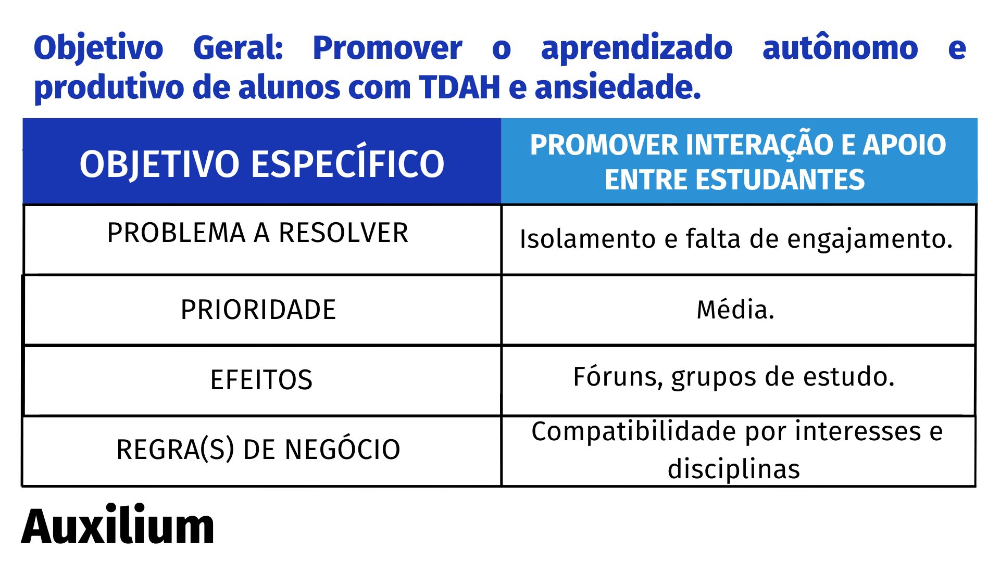 Objetivo Geral: Promover o aprendizado autônomo e
produtivo de alunos com TDAH e ansiedade.
OBJETIVO ESPECÍFICO
PROMOVER INTERAÇÃO E APOIO
ENTRE ESTUDANTES
PROBLEMA A RESOLVER
Isolamento e falta de engajamento.
PRIORIDADE
Média.
EFEITOS
Fóruns, grupos de estudo.
REGRA(S) DE NEGÓCIO
Compatibilidade por interesses e
disciplinas
Auxilium